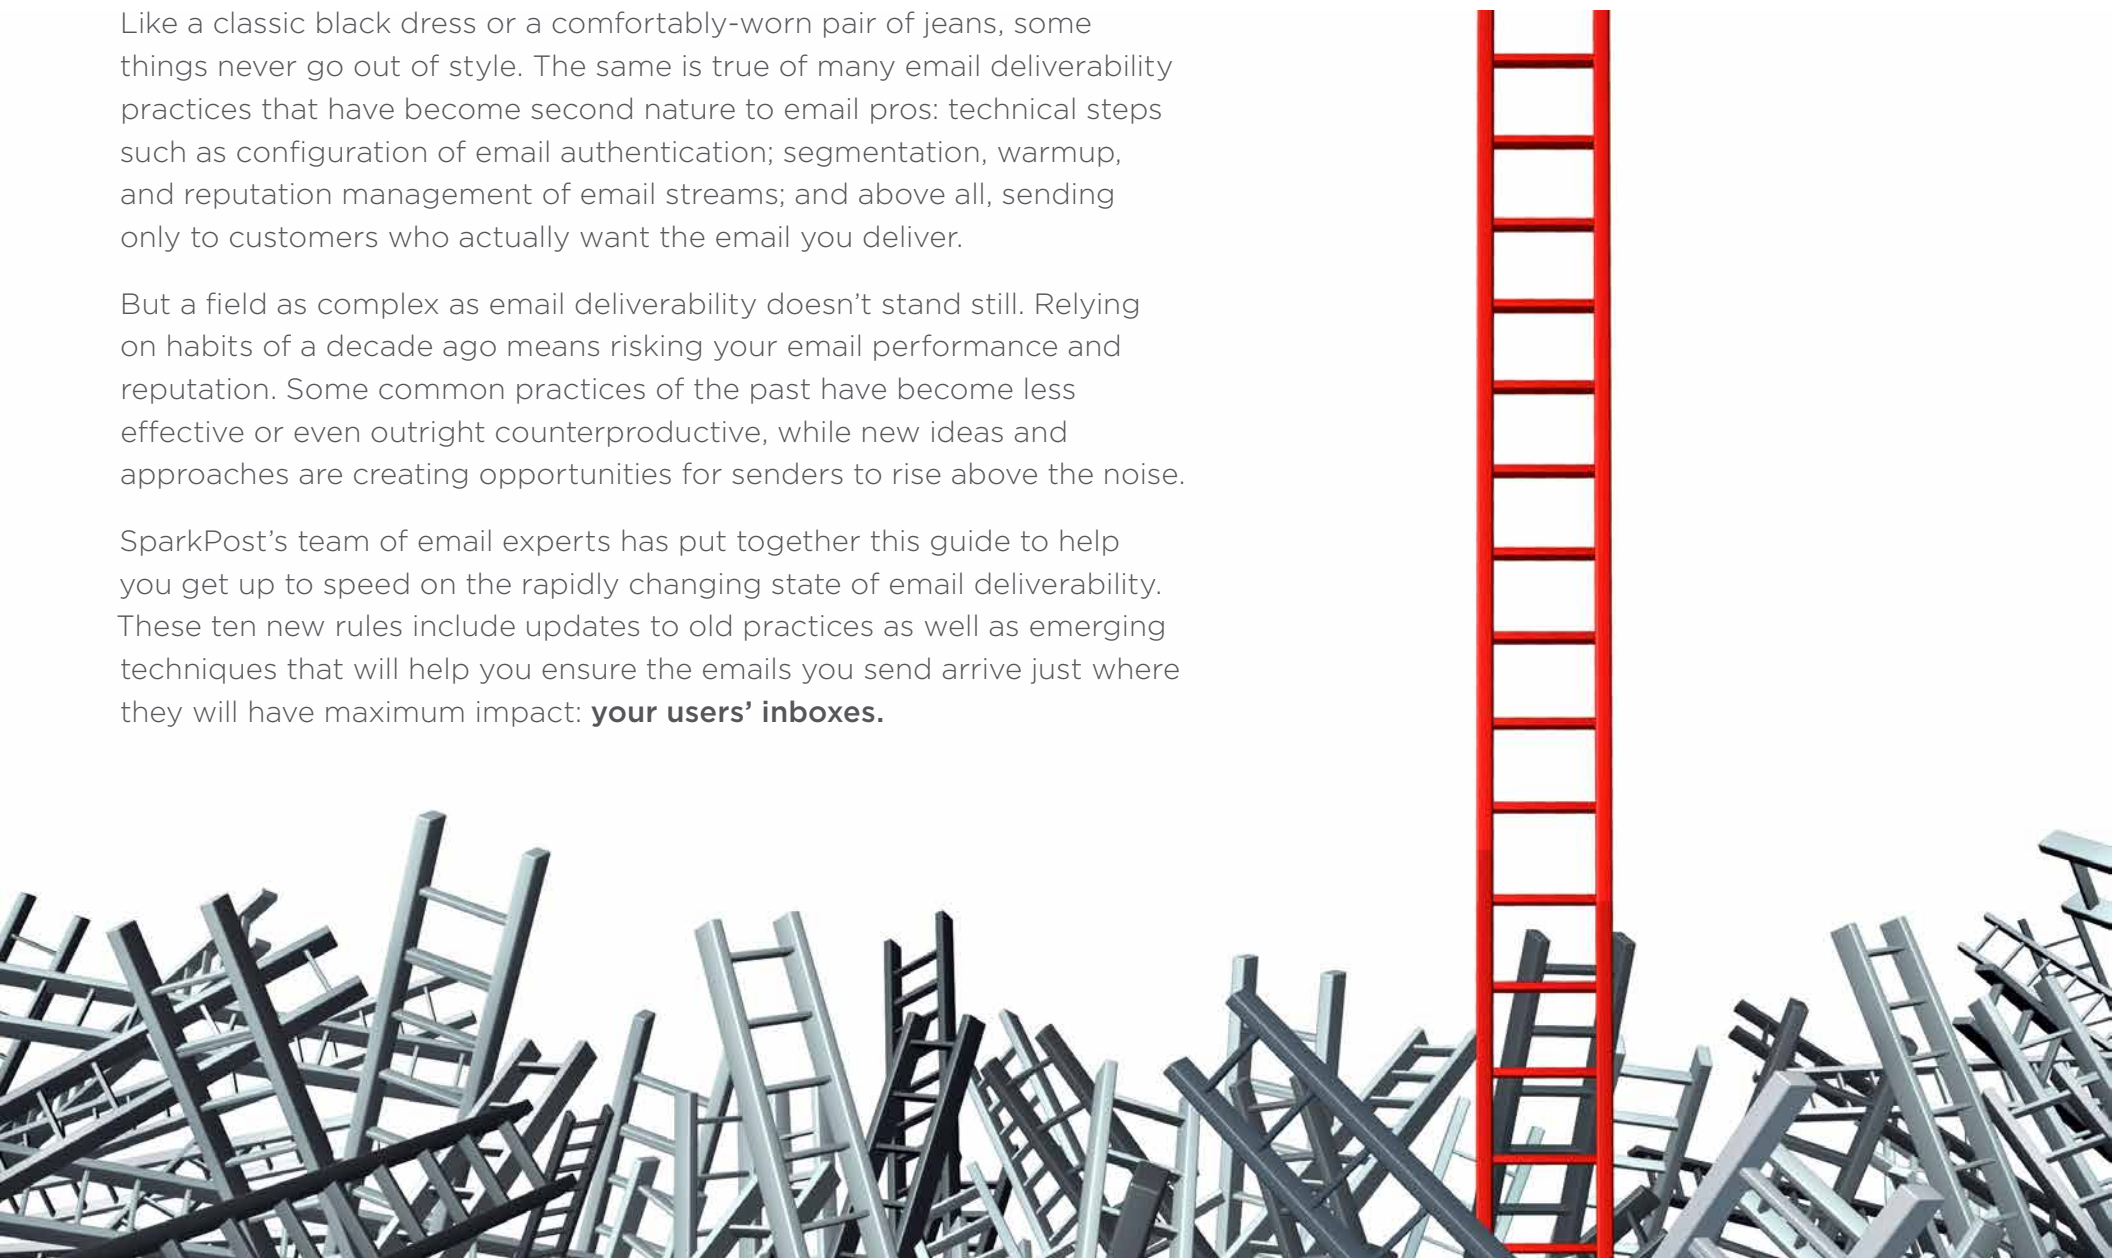 Like a classic black dress or a comfortably-worn pair of jeans, some
things never go out of style. The same is true of many email deliverability
practices that have become second nature to email pros: technical steps
such as configuration of email authentication; segmentation, warmup,
and reputation management of email streams; and above all, sending
only to customers who actually want the email you deliver.
But a field as complex as email deliverability doesn’t stand still. Relying
on habits of a decade ago means risking your email performance and
reputation. Some common practices of the past have become less
effective or even outright counterproductive, while new ideas and
approaches are creating opportunities for senders to rise above the noise.
SparkPost’s team of email experts has put together this guide to help
you get up to speed on the rapidly changing state of email deliverability.
These ten new rules include updates to old practices as well as emerging
techniques that will help you ensure the emails you send arrive just where
they will have maximum impact: your users’ inboxes.